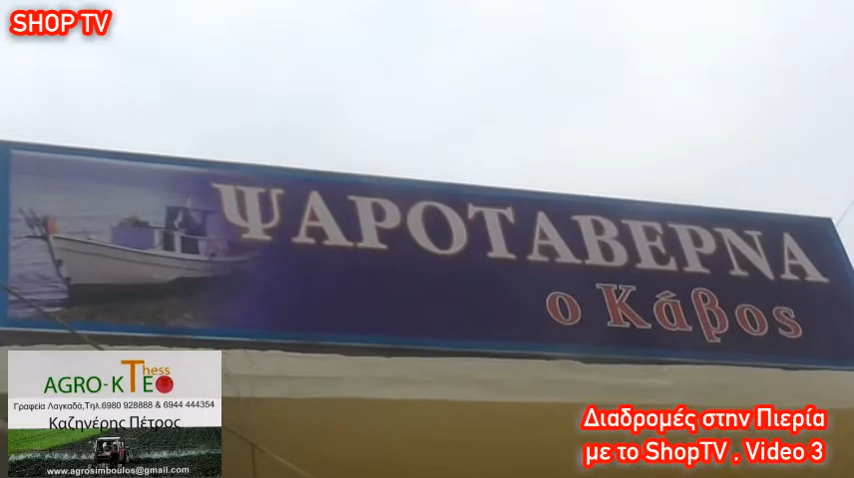 SHOP TV
ΨΑΡΟΤΑΒΕΡΝΑ
ο Κάβος
Thess
AGRO-KTEO
Γραφεία Λαγκαδά,Τηλ.6980 928888 & 6944 444354
Καζηνέρης Πέτρος
www.agrosimboulos@gmail.com
Διαδρομές στην Πιερία
με το ShopTV , Video 3